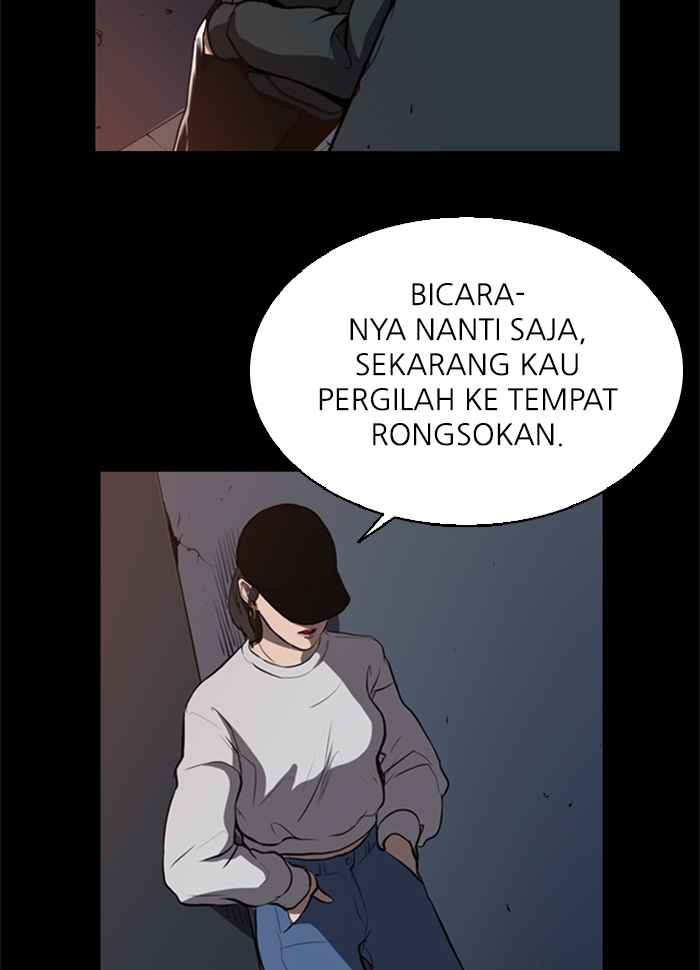 BICARA-
NYA NANTI SAJA,
SEKARANG KAU
PERGILAH KE TEMPAT
RONGSOKAN.